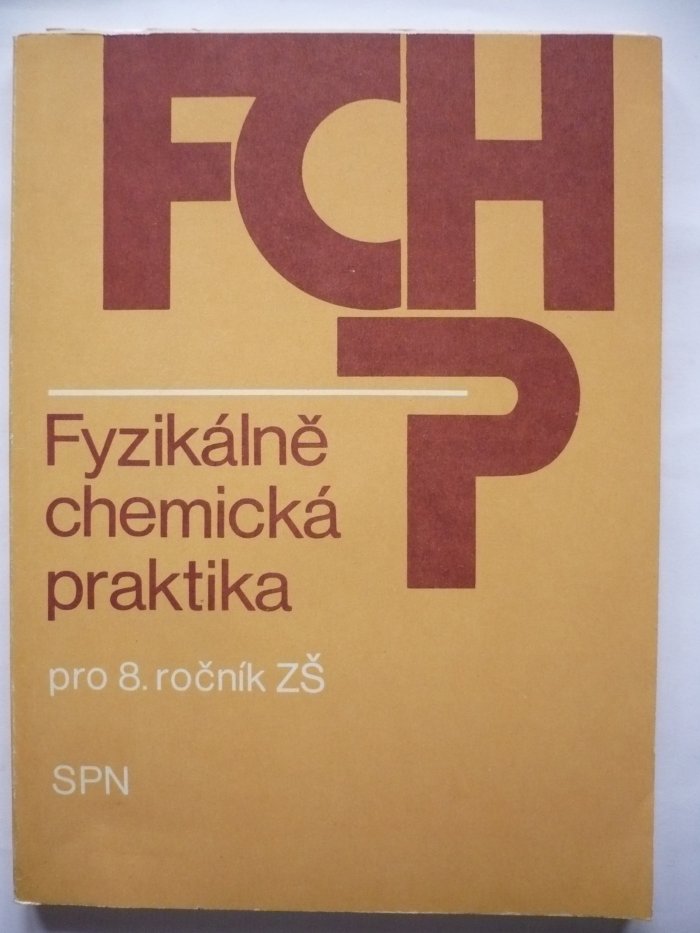 FCH
P
Fyzikálně
chemická
praktika
pro 8. ročník ZŠ
SPN